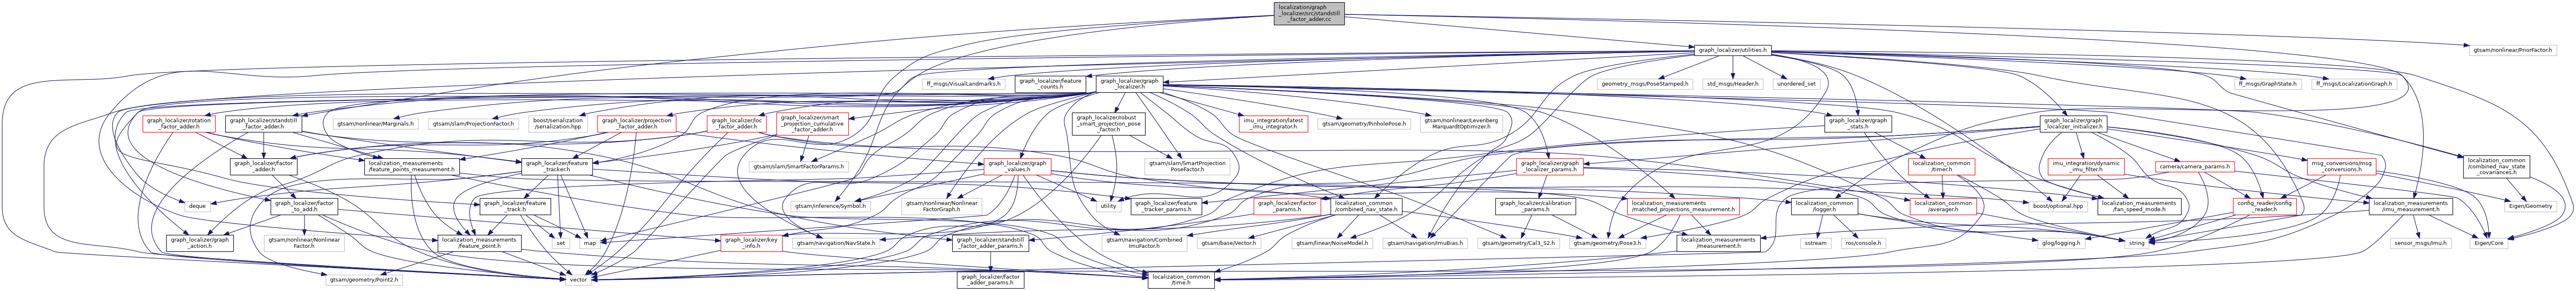 localization/graph
_localizer/src/standstill
_factor_adder.cc
graph_localizer/utilities.h
gtsam/nonlinear/PriorFactor.h
ff_msgs/VisualLandmarks.h
graph_localizer/feature
_counts.h
graph_localizer/graph
_localizer.h
geometry_msgs/PoseStamped.h
std_msgs/Header.h
unordered_set
ff_msgs/GraphState.h
ff_msgs/LocalizationGraph.h
graph_localizer/rotation
_factor_adder.h
graph_localizer/standstill
_factor_adder.h
gtsam/nonlinear/Marginals.h
gtsam/slam/ProjectionFactor.h
boost/serialization
/serialization.hpp
graph_localizer/projection
_factor_adder.h
graph_localizer/loc
_factor_adder.h
graph_localizer/smart
_projection_cumulative
_factor_adder.h
graph_localizer/robust
_smart_projection_pose
_factor.h
imu_integration/latest
_imu_integrator.h
gtsam/geometry/PinholePose.h
gtsam/nonlinear/Levenberg
MarquardtOptimizer.h
graph_localizer/graph
_stats.h
graph_localizer/graph
_localizer_initializer.h
graph_localizer/factor
_adder.h
localization_measurements
/feature_points_measurement.h
graph_localizer/feature
_tracker.h
gtsam/slam/SmartFactorParams.h
graph_localizer/graph
_values.h
gtsam/slam/SmartProjection
PoseFactor.h
graph_localizer/graph
_localizer_params.h
localization_common
/timer.h
imu_integration/dynamic
_imu_filter.h
camera/camera_params.h
msg_conversions/msg
_conversions.h
localization_common
/combined_nav_state
_covariances.h
deque
graph_localizer/factor
_to_add.h
graph_localizer/feature
_track.h
gtsam/inference/Symbol.h
gtsam/nonlinear/Nonlinear
FactorGraph.h
utility
graph_localizer/feature
_tracker_params.h
graph_localizer/factor
_params.h
localization_common
/combined_nav_state.h
graph_localizer/calibration
_params.h
localization_measurements
/matched_projections_measurement.h
localization_common
/logger.h
localization_common
/averager.h
boost/optional.hpp
localization_measurements
/fan_speed_mode.h
config_reader/config
_reader.h
localization_measurements
/imu_measurement.h
Eigen/Geometry
graph_localizer/graph
_action.h
gtsam/nonlinear/Nonlinear
Factor.h
localization_measurements
/feature_point.h
set
map
graph_localizer/key
_info.h
gtsam/navigation/NavState.h
graph_localizer/standstill
_factor_adder_params.h
gtsam/navigation/Combined
ImuFactor.h
gtsam/base/Vector.h
gtsam/linear/NoiseModel.h
gtsam/navigation/ImuBias.h
gtsam/geometry/Cal3_S2.h
gtsam/geometry/Pose3.h
localization_measurements
/measurement.h
sstream
ros/console.h
glog/logging.h
string
sensor_msgs/Imu.h
Eigen/Core
gtsam/geometry/Point2.h
vector
graph_localizer/factor
_adder_params.h
localization_common
/time.h